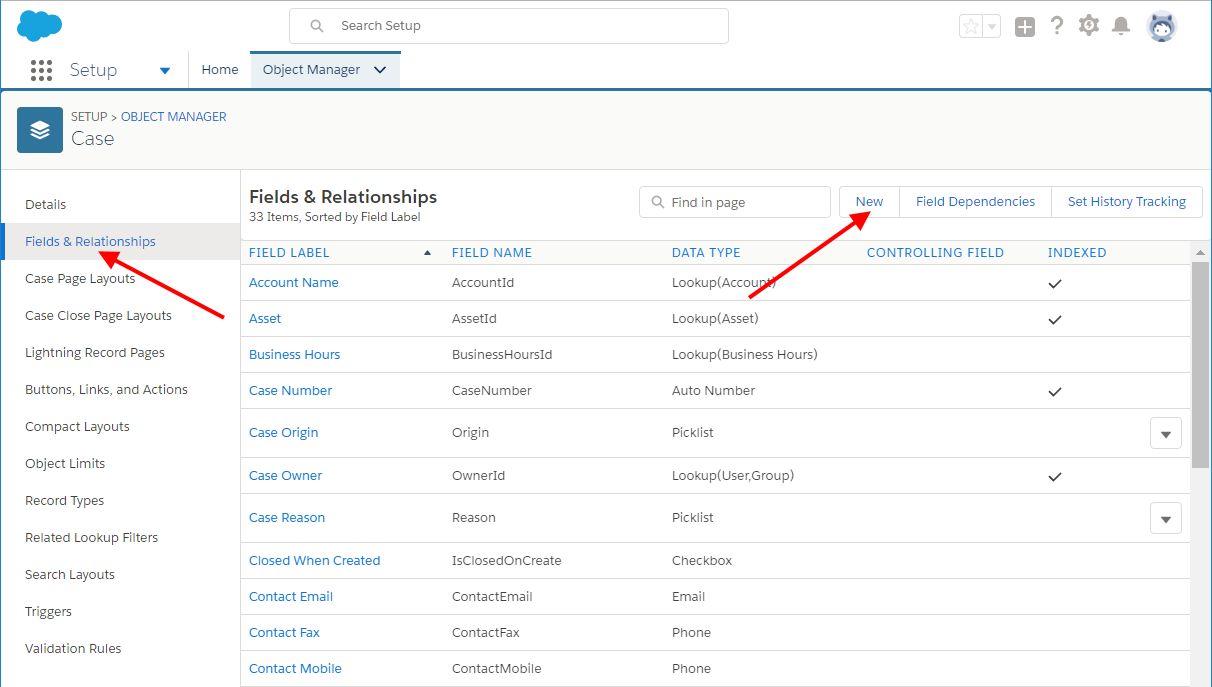 Search Setup
Setup Home Object Manager
SETUP > OBJECT MANAGER
Case
Details
Fields & Relationships
Case Page Layouts
Case Close Page Layouts
Lightning Record Pages
Buttons, Links, and Actions
Compact Layouts
Object Limits
Record Types
Related Lookup Filters
Search Layouts
Triggers
Validation Rules
Fields & Relationships
33 Items, Sorted by Field Label
Find in page
New Field Dependencies Set History Tracking
FIELD LABEL FIELD NAME DATA TYPE CONTROLLING FIELD INDEXED
Account Name AccountId Lookup(Account)
Asset AssetId Lookup(Asset)
Business Hours BusinessHoursId Lookup(Business Hours)
Case Number CaseNumber Auto Number
Case Origin Origin Picklist
Case Owner OwnerId Lookup(User,Group)
Case Reason Reason Picklist
Closed When Created IsClosedOnCreate Checkbox
Contact Email ContactEmail Email
Contact Fax ContactFax Phone
Contact Mobile ContactMobile Phone